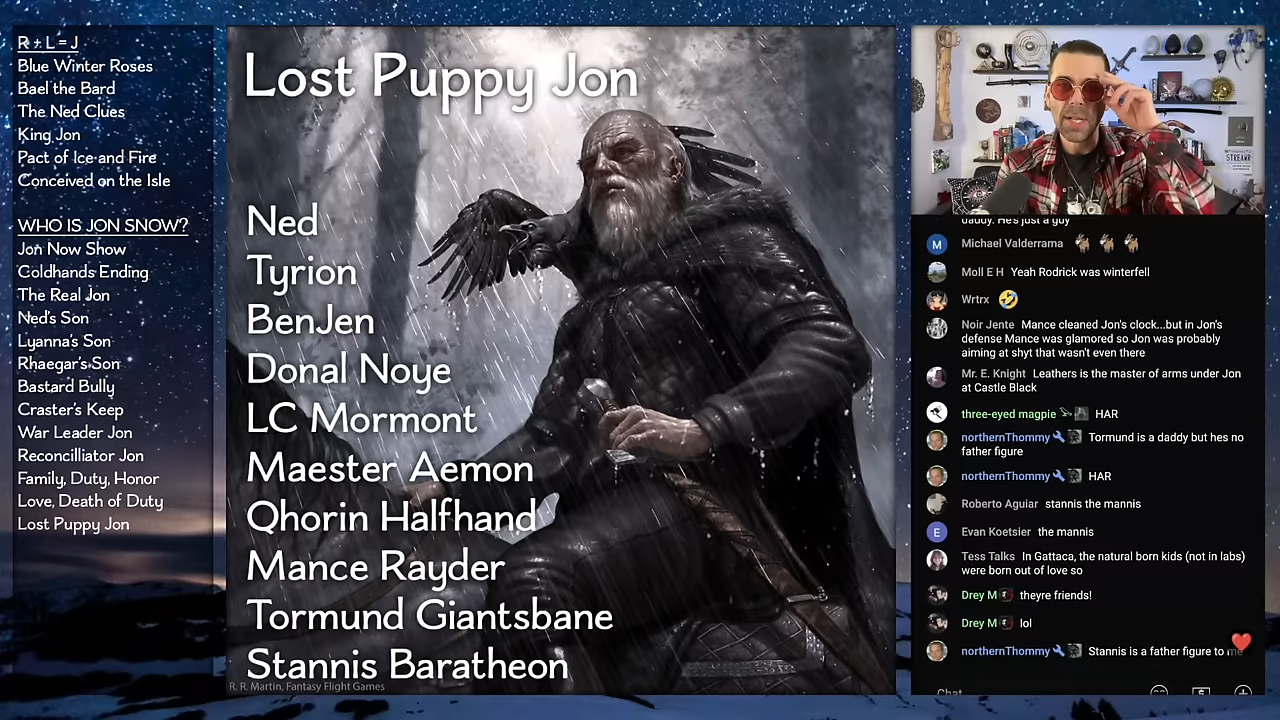 R + L = J
Blue Winter Roses
Bael the Bard
The Ned Clues
King Jon
Pact of Ice and Fire
Conceived on the Isle
WHO IS JON SNOW?
Jon Now Show
Coldhands Ending
The Real Jon
Ned's Son
Lyanna's Son
Rhaegar's Son
Bastard Bully
Craster's Keep
War Leader Jon
Reconcilliator Jon
Family, Duty, Honor
Love, Death of Duty
Lost Puppy Jon
Lost Puppy Jon
Ned
Tyrion
BenJen
Donal Noye
LC Mormont
Maester Aemon
Qhorin Halfhand
Mance Rayder
Tormund Giantsbane
Stannis Baratheon
R. R. Martin, Fantasy Flight Games
STREAMR
daddy. He's just a guy
M Michael Valderrama
Moll E H Yeah Rodrick was winterfell
Wrtrx
Noir Jente Mance cleaned Jon's clock...but in Jon's
defense Mance was glamored so Jon was probably
aiming at shyt that wasn't even there
Mr. E. Knight Leathers is the master of arms under Jon
at Castle Black
three-eyed magpie HAR
northernThommy Tormund is a daddy but hes no
father figure
northernThommy HAR
Roberto Aguiar stannis the mannis
E Evan Koetsier the mannis
Tess Talks In Gattaca, the natural born kids (not in labs)
were born out of love so
Drey M theyre friends!
Drey M lol
northernThommy Stannis is a father figure to me
Chat